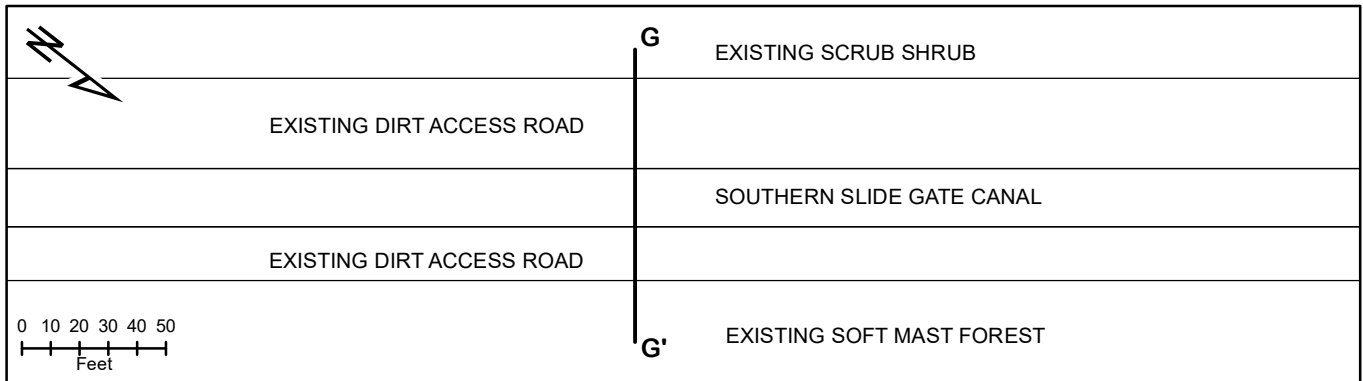 N
G
EXISTING SCRUB SHRUB
EXISTING DIRT ACCESS ROAD
SOUTHERN SLIDE GATE CANAL
EXISTING DIRT ACCESS ROAD
0 10 20 30 40 50
Feet
G'
EXISTING SOFT MAST FOREST